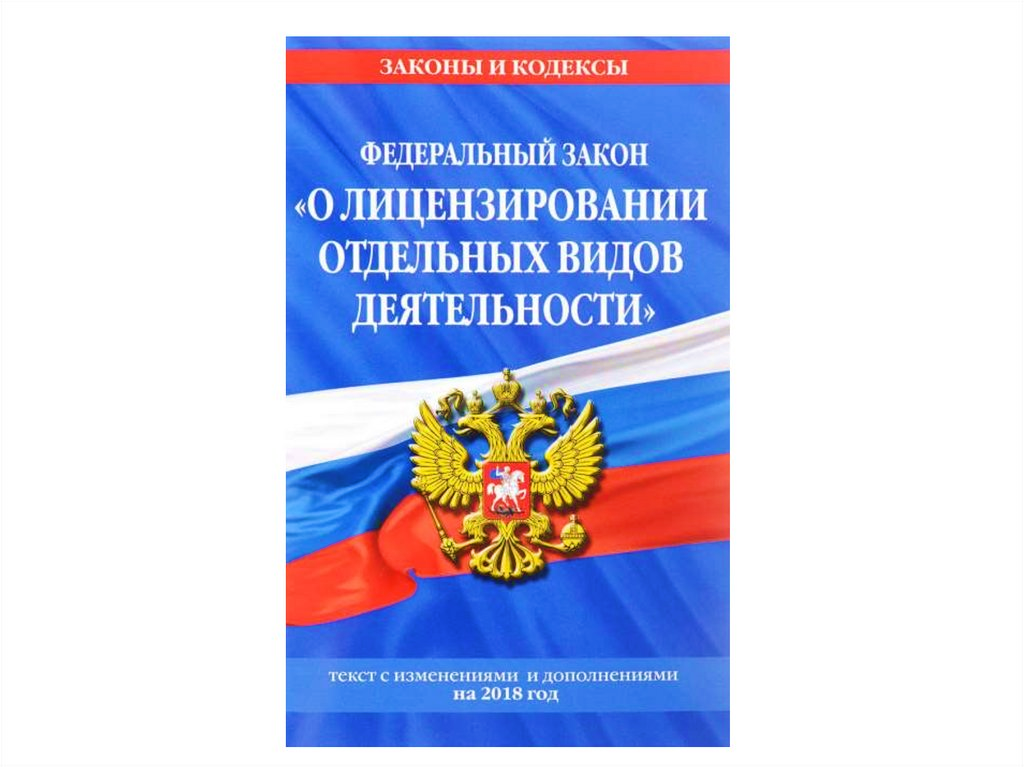 ЗАКОНЫ И КОДЕКСЫ
ФЕДЕРАЛЬНЫЙ ЗАКОН
«О ЛИЦЕНЗИРОВАНИИ
ОТДЕЛЬНЫХ ВИДОВ
ДЕЯТЕЛЬНОСТИ»
текст с изменениями и дополнениями
на 2018 год